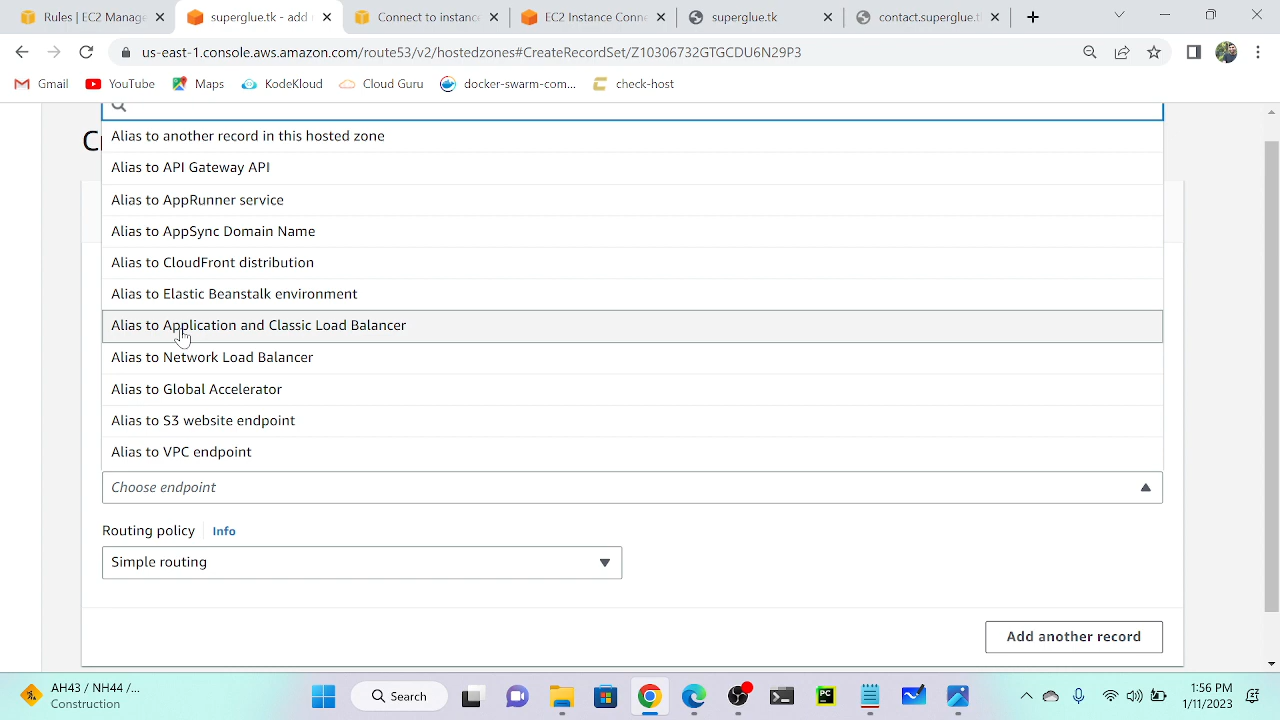 Rules | EC2 Manage
superglue.tk - add
Connect to instanc
EC2 Instance Conne
superglue.tk
contact.superglue.t
us-east-1.console.aws.amazon.com/route53/v2/hostedzones#CreateRecordSet/Z10306732GTGCDU6N29P3
Gmail
YouTube
Maps
KodeKloud
Cloud Guru
docker-swarm-com...
check-host
Alias to another record in this hosted zone
Alias to API Gateway API
Alias to AppRunner service
Alias to AppSync Domain Name
Alias to CloudFront distribution
Alias to Elastic Beanstalk environment
Alias to Application and Classic Load Balancer
Alias to Network Load Balancer
Alias to Global Accelerator
Alias to S3 website endpoint
Alias to VPC endpoint
Choose endpoint
Routing policy Info
Simple routing
Add another record
AH43 / NH44 /...
Construction
Search
PC
1:56 PM
1/11/2023